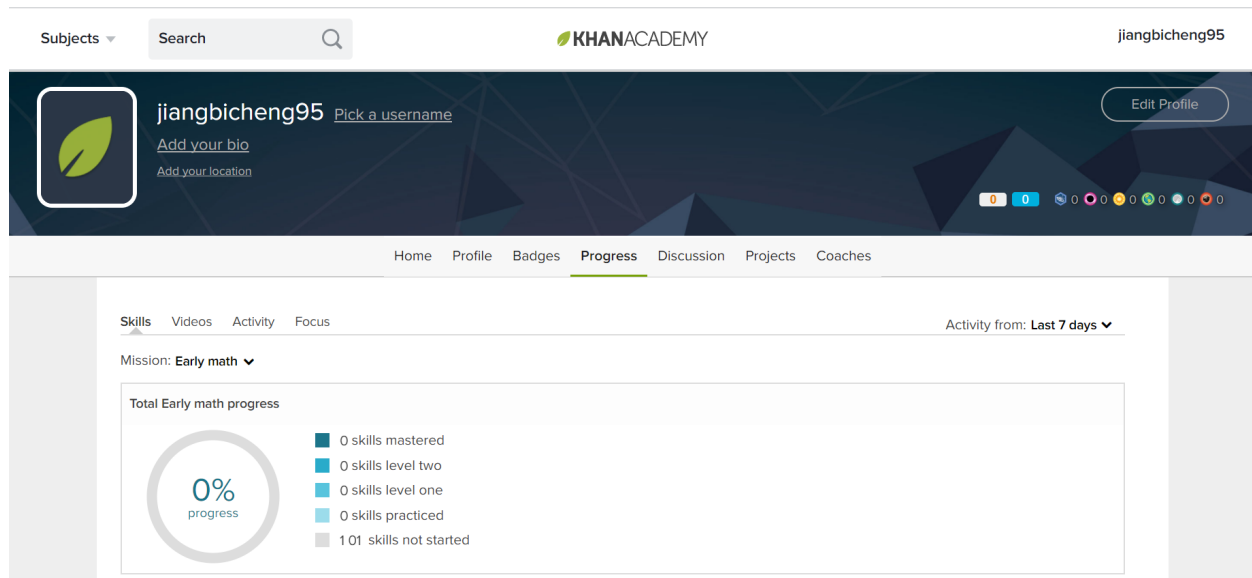 Subjects Search KHANACADEMY jiangbicheng95
jiangbicheng95 Pick a username Edit Profile
Add your bio
Add your location
0 0 0 0 0 0 0 0
Home Profile Badges Progress Discussion Projects Coaches
Skills Videos Activity Focus Activity from: Last 7 days
Mission: Early math
Total Early math progress
0 skills mastered
0 skills level two
0% 0 skills level one
progress 0 skills practiced
101 skills not started